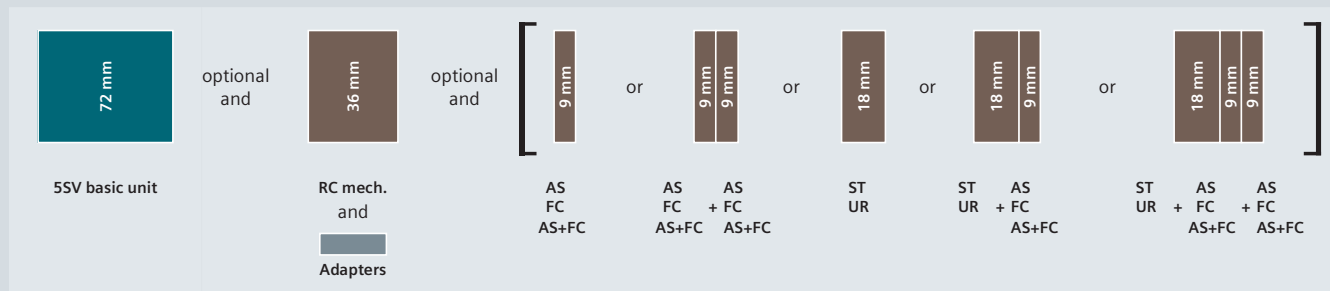 72 mm
optional
and
36 mm
optional
and
9 mm
or
9 mm 9 mm
or
18 mm
or
18 mm 9 mm
or
18 mm 9 mm 9 mm
5SV basic unit
RC mech.
and
Adapters
AS
FC
AS+FC
AS AS
FC + FC
AS+FC AS+FC
ST
UR
ST AS
UR + FC
AS+FC
ST AS AS
UR + FC + FC
AS+FC AS+FC